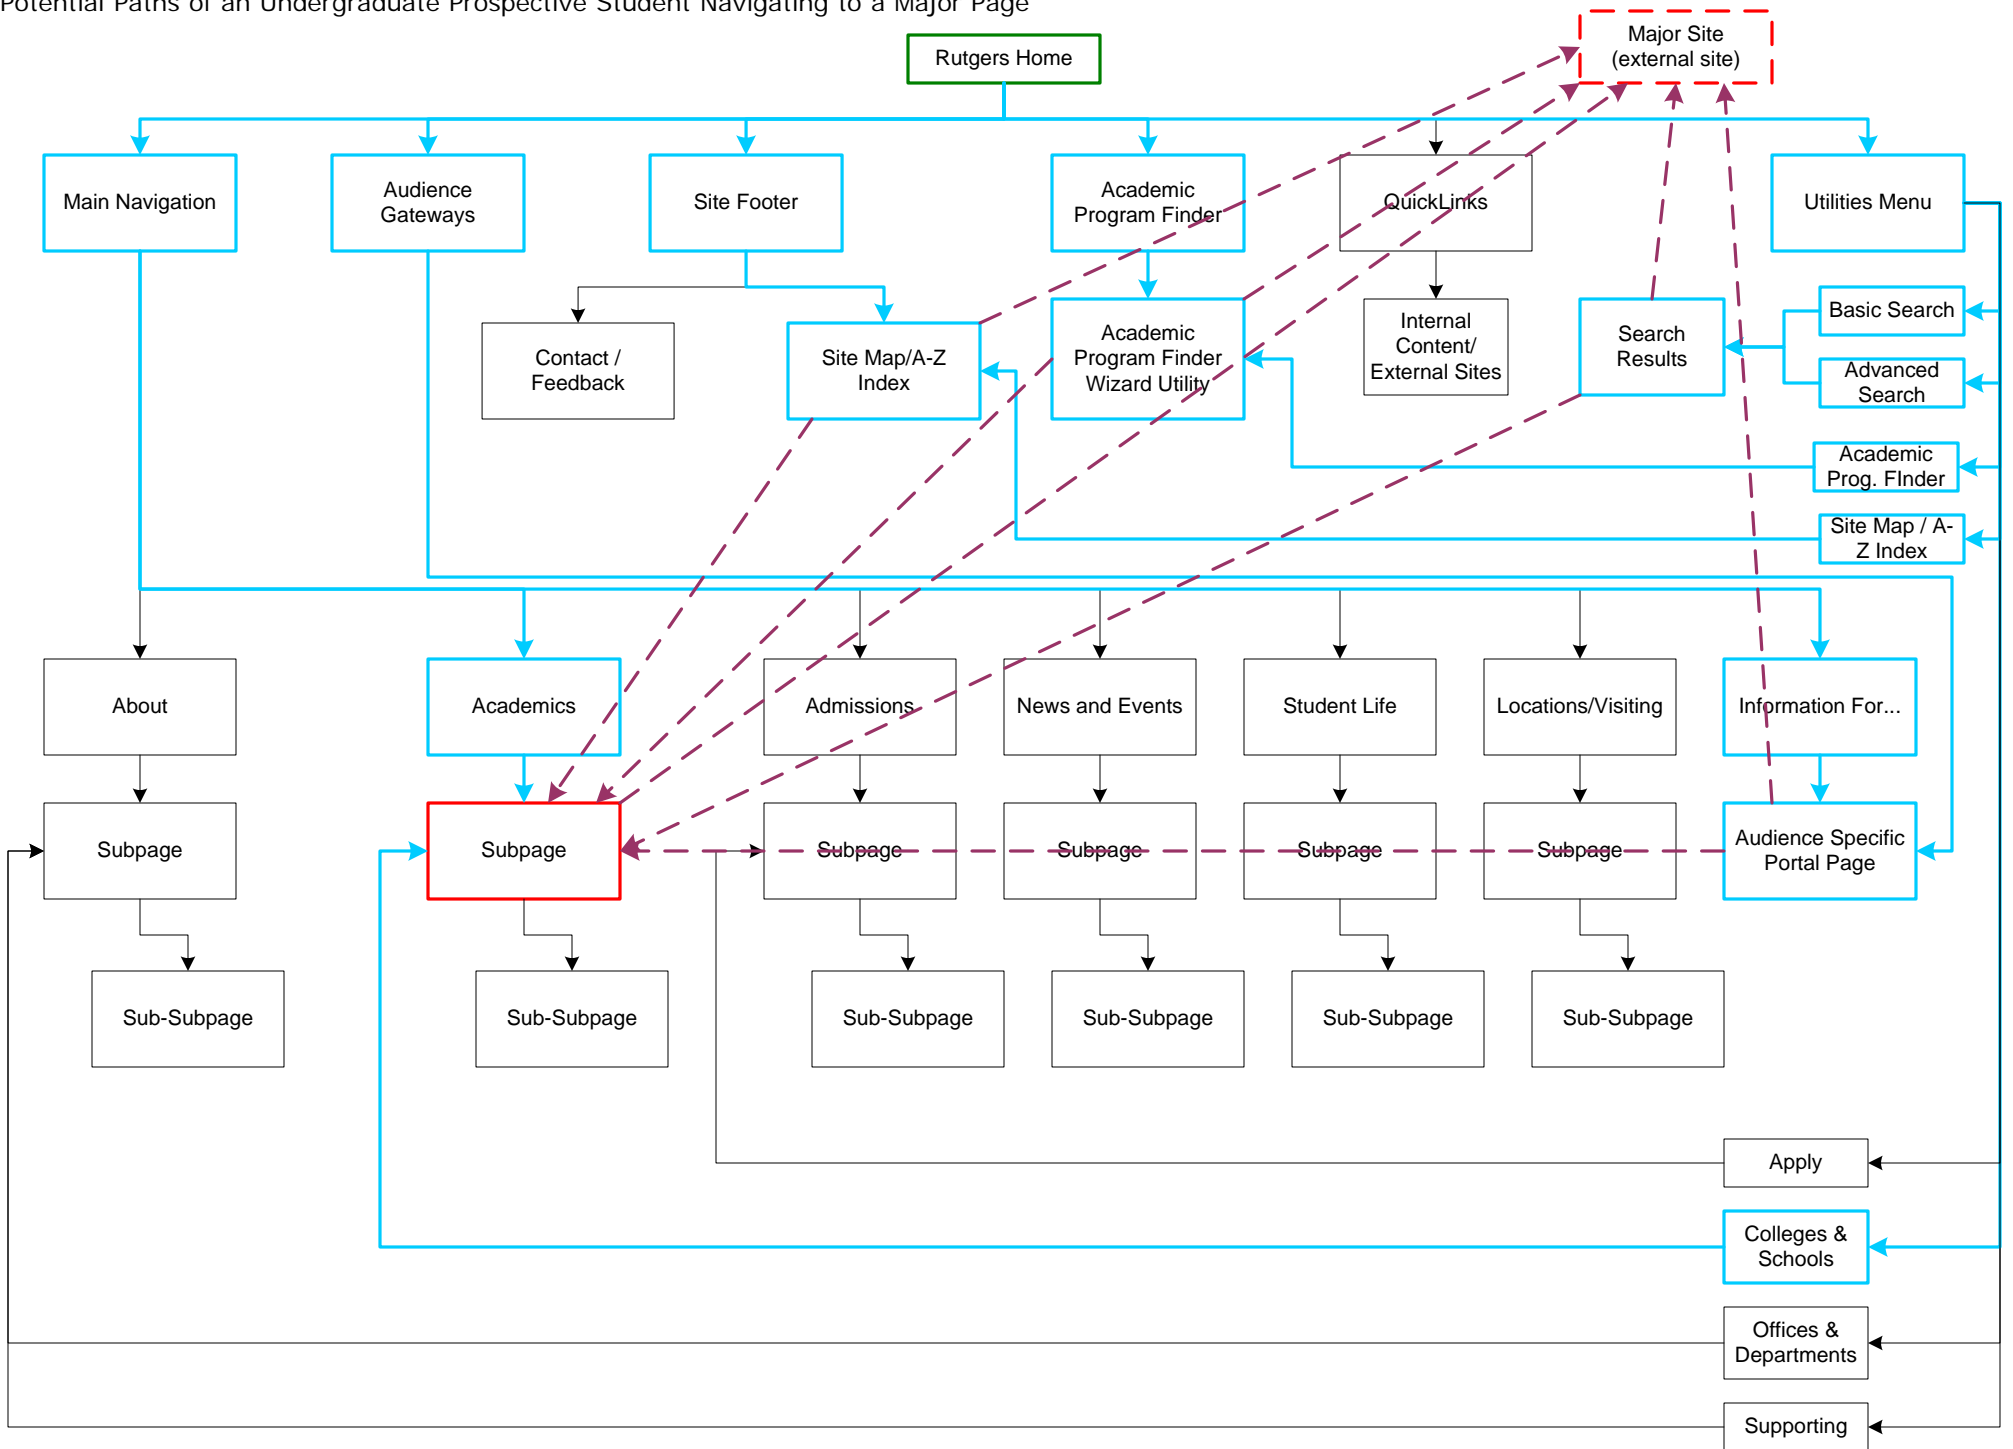 Potential Paths of an Undergraduate Prospective Student Navigating to a Major Page
Major Site
(external site)
Rutgers Home
Main Navigation
Audience
Gateways
Site Footer
Academic
Program Finder
QuickLinks
Utilities Menu
Contact /
Feedback
Site Map/A-Z
Index
Academic
Program Finder
Wizard Utility
Internal
Content/
External Sites
Search
Results
Basic Search
Advanced
Search
Academic
Prog. FInder
Site Map / A-
Z Index
About
Academics
Admissions
News and Events
Student Life
Locations/Visiting
Information For...
Subpage
Subpage
Subpage
Subpage
Subpage
Subpage
Audience Specific
Portal Page
Sub-Subpage
Sub-Subpage
Sub-Subpage
Sub-Subpage
Sub-Subpage
Sub-Subpage
Apply
Colleges &
Schools
Offices &
Departments
Supporting